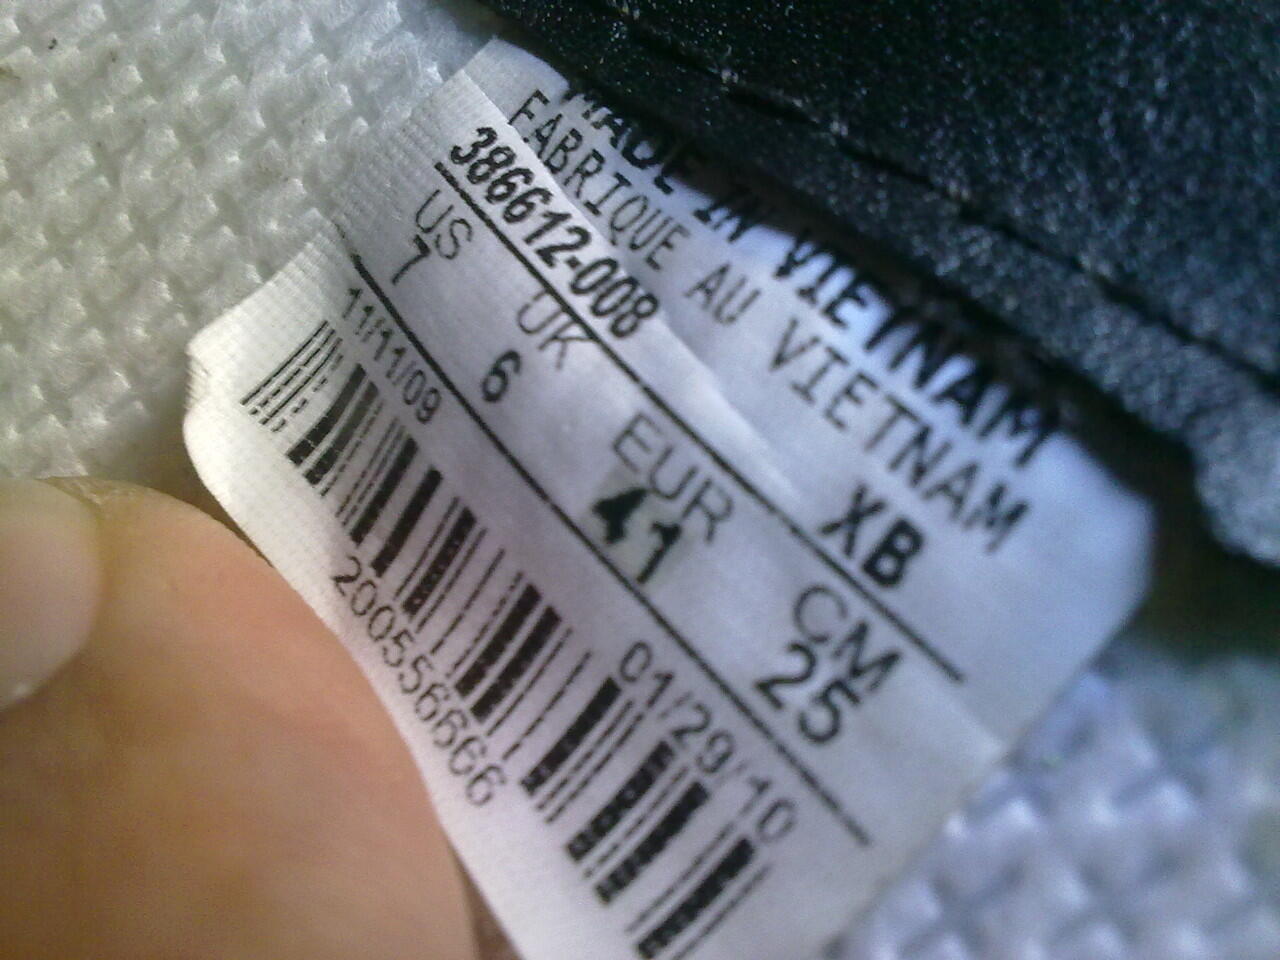 MADE IN VIETNAM
FABRIQUE AU VIETNAM
386612-008 XB
US UK EUR CM
7 6 41 25
11/11/09 01/29/10
2005556666